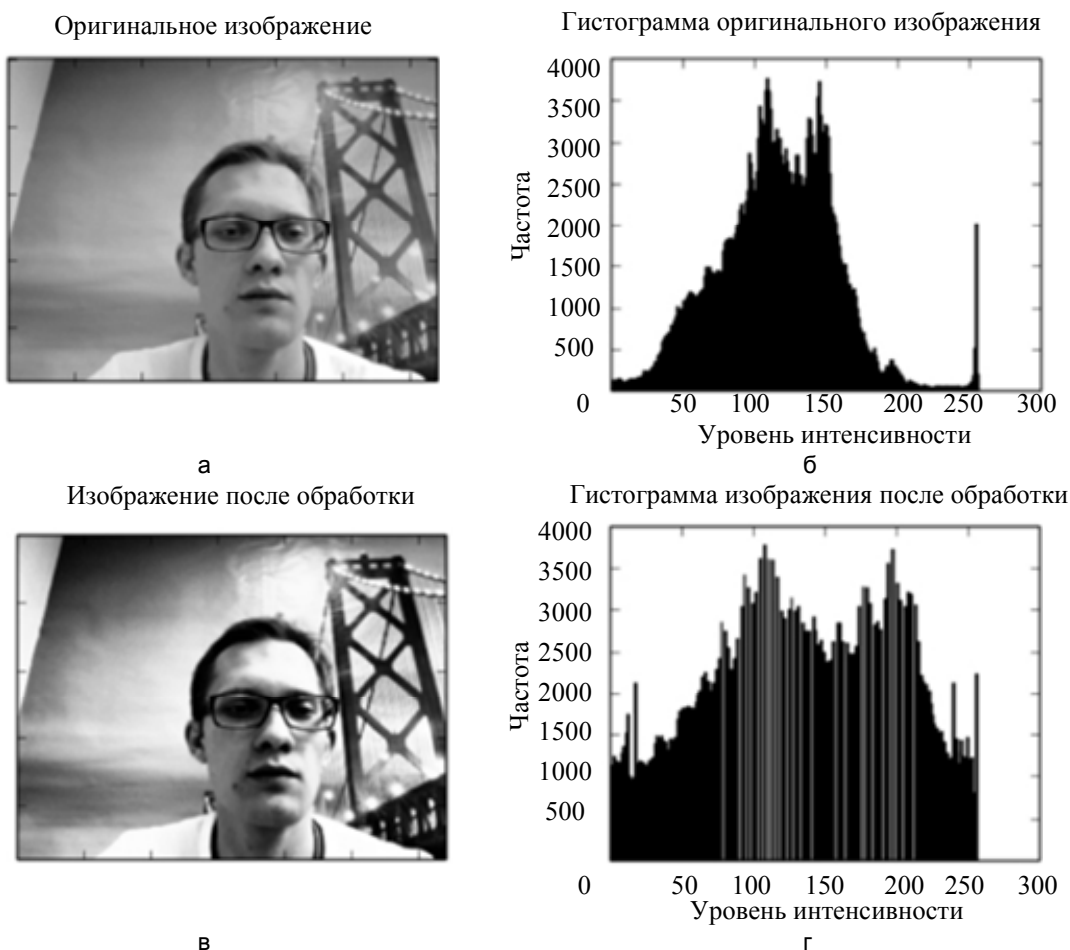 Оригинальное изображение
Гистограмма оригинального изображения
4000
3500
3000
2500
2000
1500
1000
500
Частота
0 50 100 150 200 250 300
Уровень интенсивности
а
б
Изображение после обработки
Гистограмма изображения после обработки
4000
3500
3000
2500
2000
1500
1000
500
Частота
0 50 100 150 200 250 300
Уровень интенсивности
в
г